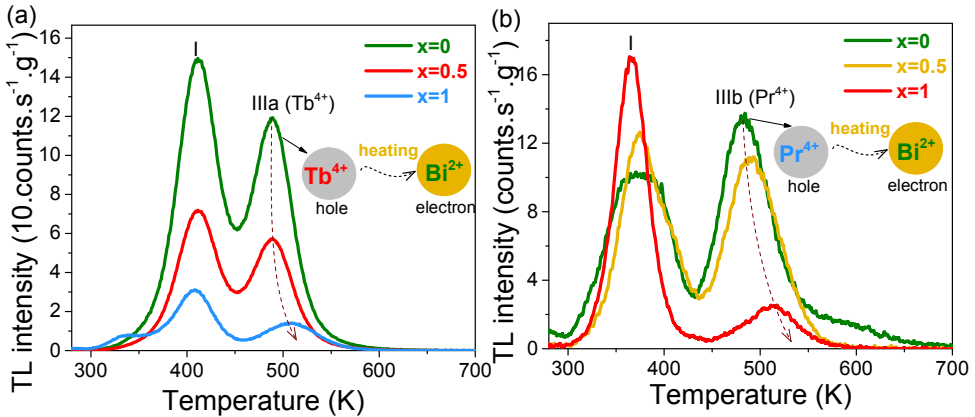 (a)
I
x=0
x=0.5
x=1
IIIa (Tb⁴⁺)
heating
Tb⁴⁺
Bi²⁺
hole
electron
TL intensity (10.counts.s⁻¹.g⁻¹)
16
14
12
10
8
6
4
2
0
300
400
500
600
700
Temperature (K)
(b)
I
x=0
x=0.5
x=1
IIIb (Pr⁴⁺)
heating
Pr⁴⁺
Bi²⁺
hole
electron
TL intensity (counts.s⁻¹.g⁻¹)
16
12
8
4
0
300
400
500
600
700
Temperature (K)